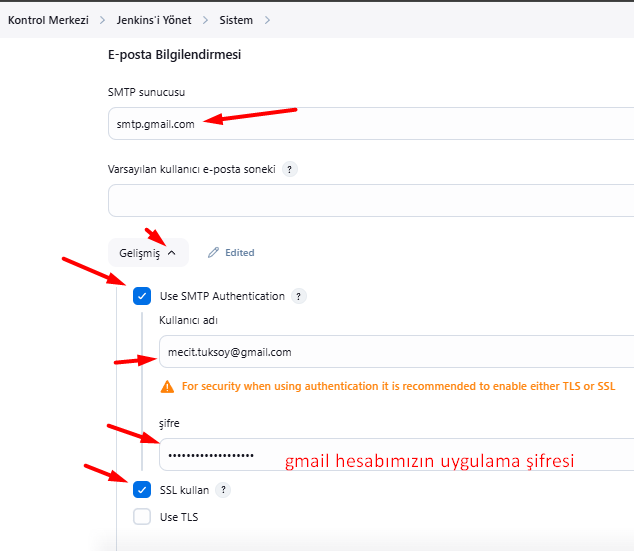 Kontrol Merkezi > Jenkins'i Yönet > Sistem >
E-posta Bilgilendirmesi
SMTP sunucusu
smtp.gmail.com
Varsayılan kullanıcı e-posta soneki ?
Gelişmiş Edited
Use SMTP Authentication ?
Kullanıcı adı
mecit.tuksoy@gmail.com
For security when using authentication it is recommended to enable either TLS or SSL
şifre
•••••••••••••••••••
gmail hesabımızın uygulama şifresi
SSL kullan ?
Use TLS